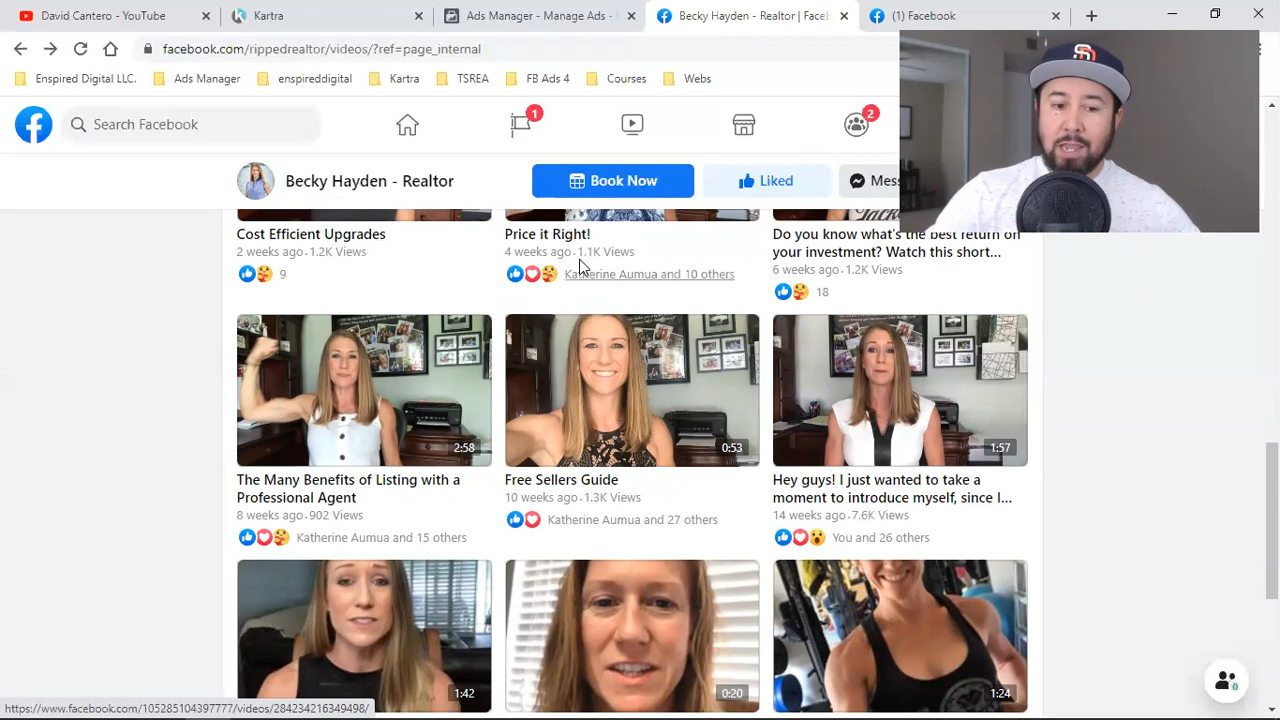 David Cantero - YouTube
Kartra
Ads Manager - Manage Ads -
Becky Hayden - Realtor | Faceb
(1) Facebook
facebook.com/rippedrealtor/videos/?ref=page_internal
Enspired Digital LLC.
Ads Manager
enspireddigital
Kartra
TSREA
FB Ads 4
Courses
Webs
Search Facebook
1
2
Becky Hayden - Realtor
Book Now
Liked
Mess
Cost Efficient Upgrades
2 weeks ago · 1.2K Views
9
Price it Right!
4 weeks ago · 1.1K Views
Katherine Aumua and 10 others
Do you know what's the best return on
your investment? Watch this short...
6 weeks ago · 1.2K Views
18
2:58
The Many Benefits of Listing with a
Professional Agent
8 weeks ago · 902 Views
Katherine Aumua and 15 others
0:53
Free Sellers Guide
10 weeks ago · 1.3K Views
Katherine Aumua and 27 others
1:57
Hey guys! I just wanted to take a
moment to introduce myself, since I...
14 weeks ago · 7.6K Views
You and 26 others
1:42
0:20
1:24
0